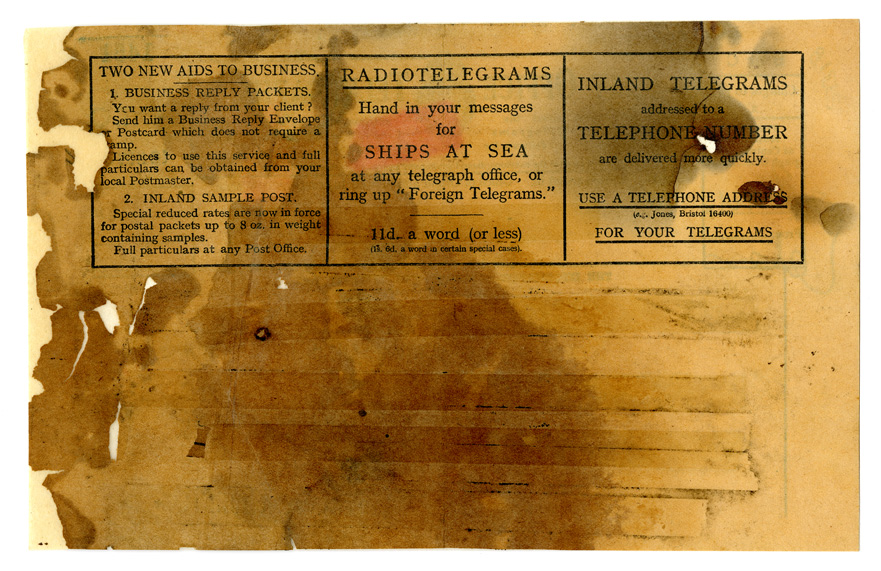 TWO NEW AIDS TO BUSINESS.
1. BUSINESS REPLY PACKETS.
You want a reply from your client ?
Send him a Business Reply Envelope
or Postcard which does not require a
amp.
Licences to use this service and full
particulars can be obtained from your
local Postmaster.
2. INLAND SAMPLE POST.
Special reduced rates are now in force
for postal packets up to 8 oz. in weight
containing samples.
Full particulars at any Post Office.
RADIOTELEGRAMS
Hand in your messages
for
SHIPS AT SEA
at any telegraph office, or
ring up “ Foreign Telegrams.”
11d. a word (or less)
(1s. 6d. a word in certain special cases).
INLAND TELEGRAMS
addressed to a
TELEPHONE NUMBER
are delivered more quickly.
USE A TELEPHONE ADDRESS
(e.g. Jones, Bristol 16400)
FOR YOUR TELEGRAMS